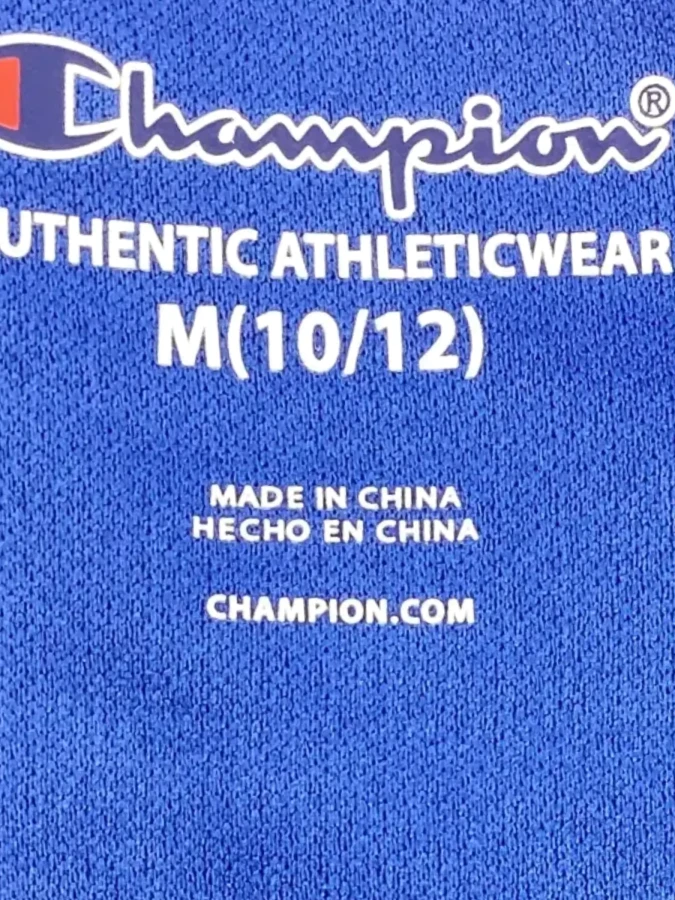 Champion®
UTHENTIC ATHLETICWEAR
M(10/12)
MADE IN CHINA
HECHO EN CHINA
CHAMPION.COM